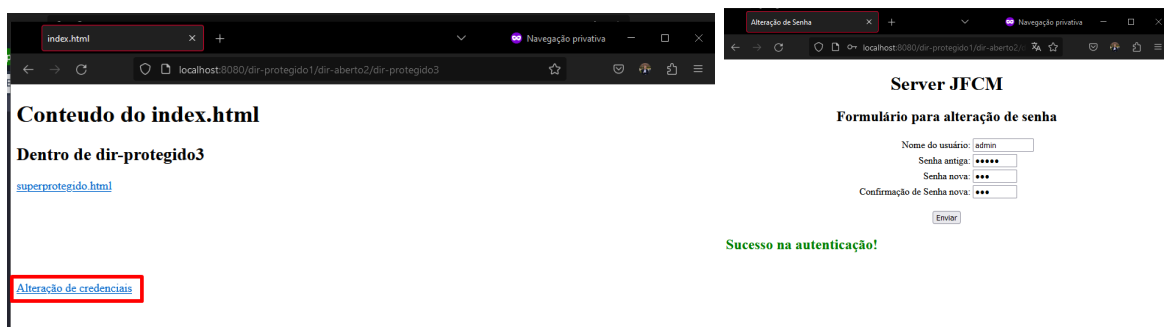 index.html
Navegação privativa
localhost:8080/dir-protegido1/dir-aberto2/dir-protegido3
Conteudo do index.html
Dentro de dir-protegido3
superprotegido.html
Alteração de credenciais
Alteração de Senha
Navegação privativa
localhost:8080/dir-protegido1/dir-aberto2/
Server JFCM
Formulário para alteração de senha
Nome do usuário: admin
Senha antiga: •••••
Senha nova: •••
Confirmação de Senha nova: •••
Enviar
Sucesso na autenticação!